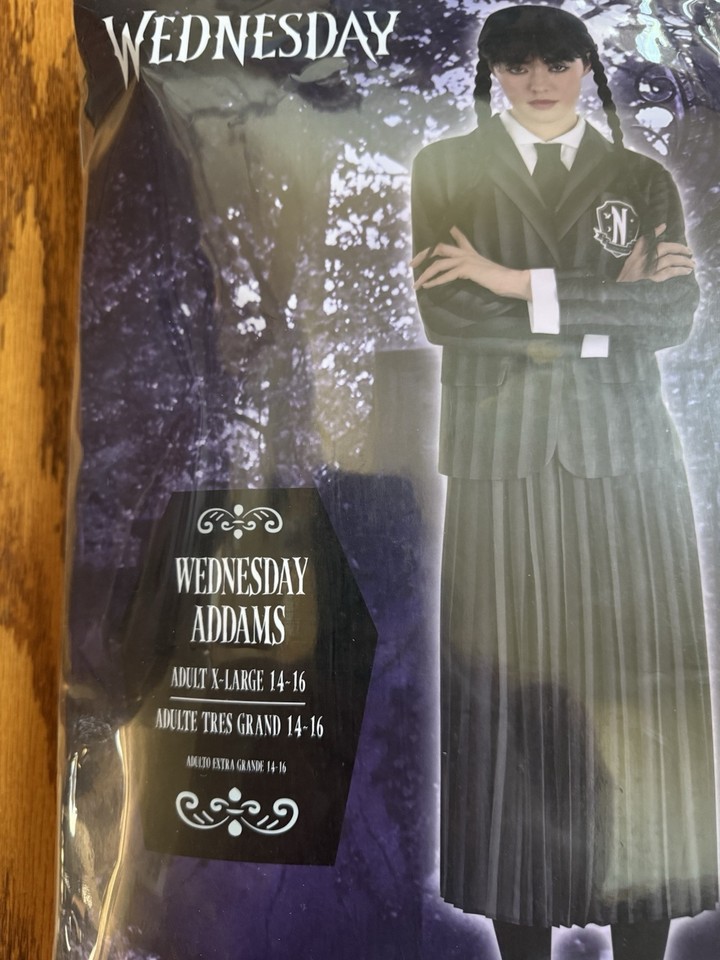 WEDNESDAY
N
WEDNESDAY
ADDAMS
ADULT X-LARGE 14-16
ADULTE TRES GRAND 14-16
ADULTO EXTRA GRANDE 14-16